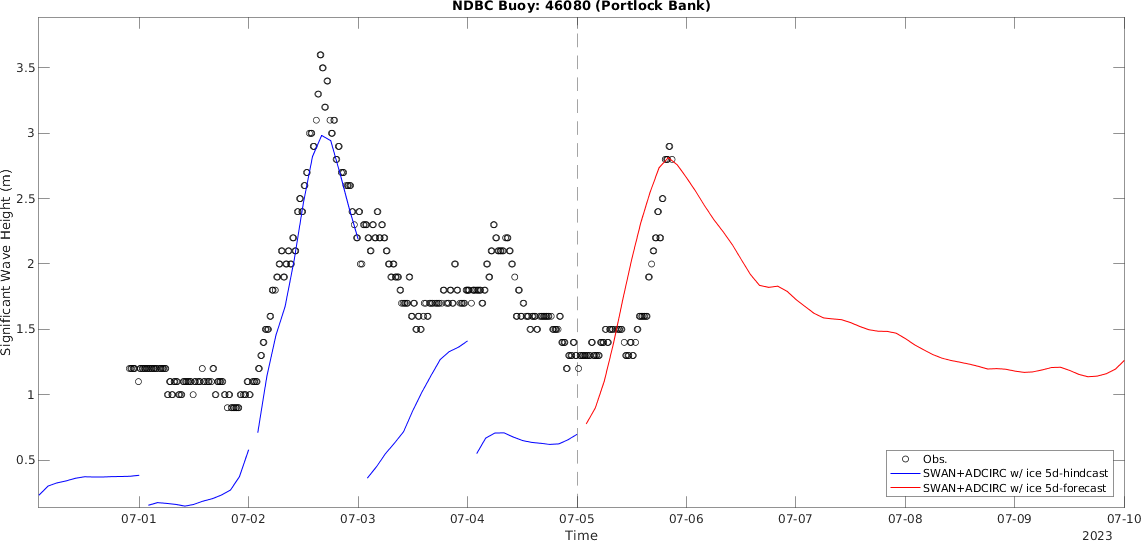 NDBC Buoy: 46080 (Portlock Bank)
Significant Wave Height (m)
3.5
3
2.5
2
1.5
1
0.5
Obs.
SWAN+ADCIRC w/ ice 5d-hindcast
SWAN+ADCIRC w/ ice 5d-forecast
07-01 07-02 07-03 07-04 07-05 07-06 07-07 07-08 07-09 07-10
Time 2023